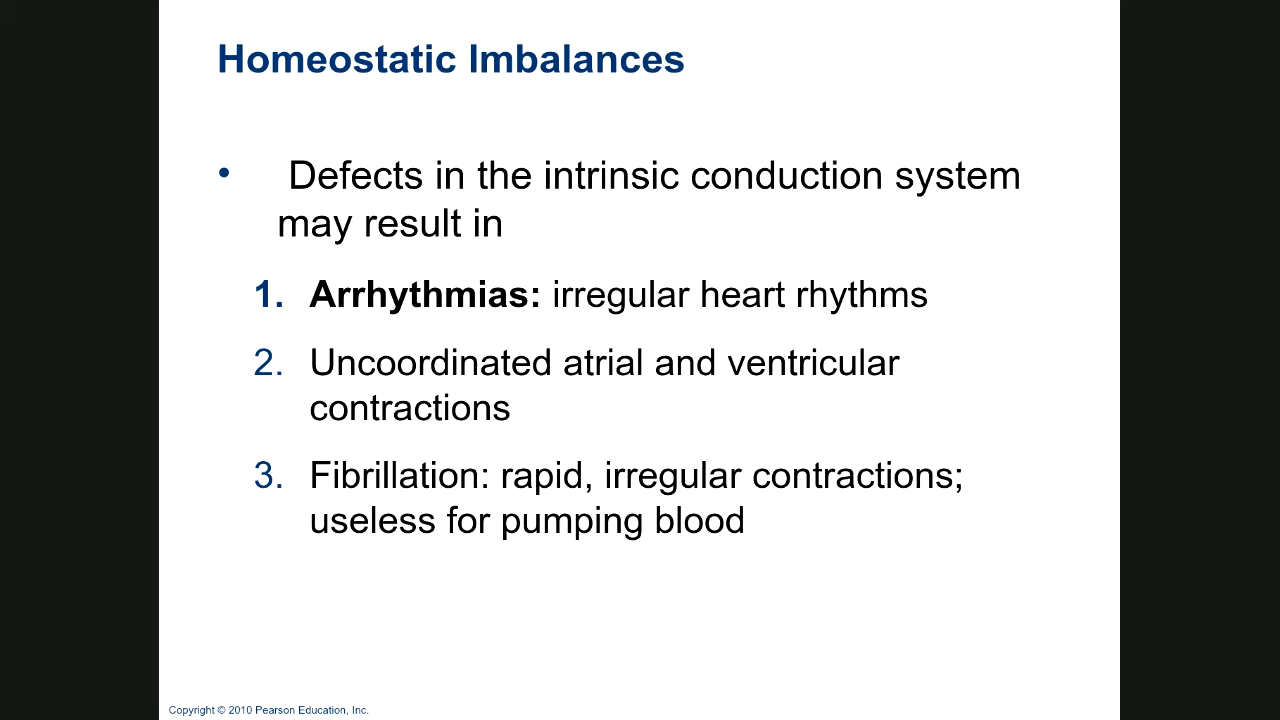 Homeostatic Imbalances
• Defects in the intrinsic conduction system
may result in
1. Arrhythmias: irregular heart rhythms
2. Uncoordinated atrial and ventricular
contractions
3. Fibrillation: rapid, irregular contractions;
useless for pumping blood
Copyright © 2010 Pearson Education, Inc.